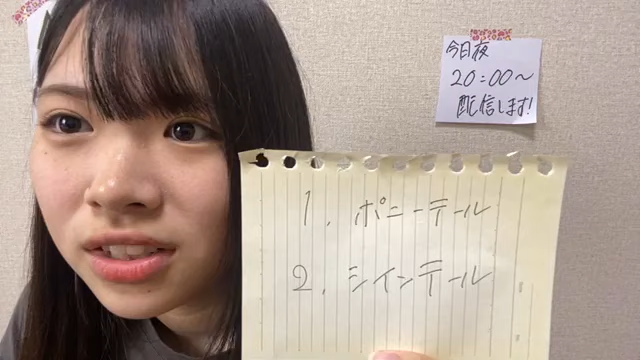 今日夜
20:00〜
配信します!
1. ポニーテール
2. シインテール